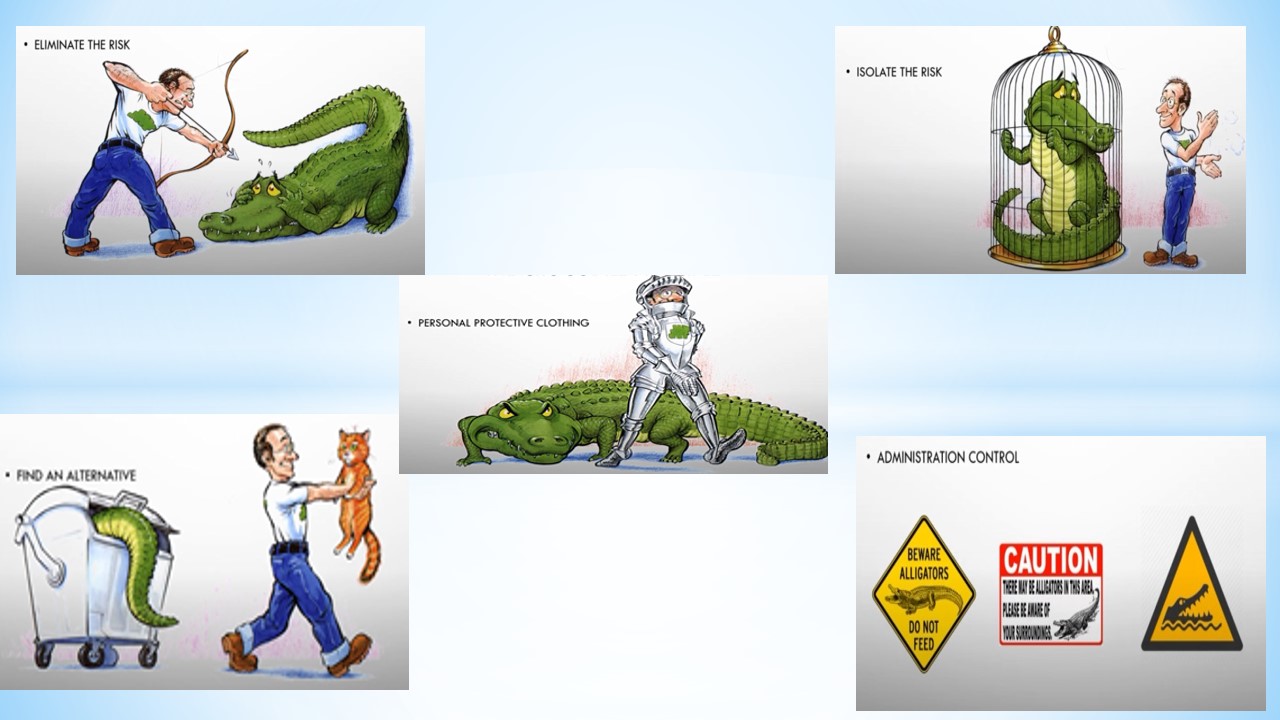 • ELIMINATE THE RISK
• ISOLATE THE RISK
• PERSONAL PROTECTIVE CLOTHING
• FIND AN ALTERNATIVE
• ADMINISTRATION CONTROL
BEWARE
ALLIGATORS
DO NOT
FEED
CAUTION
THERE MAY BE ALLIGATORS IN THIS AREA.
PLEASE BE AWARE OF
YOUR SURROUNDINGS.